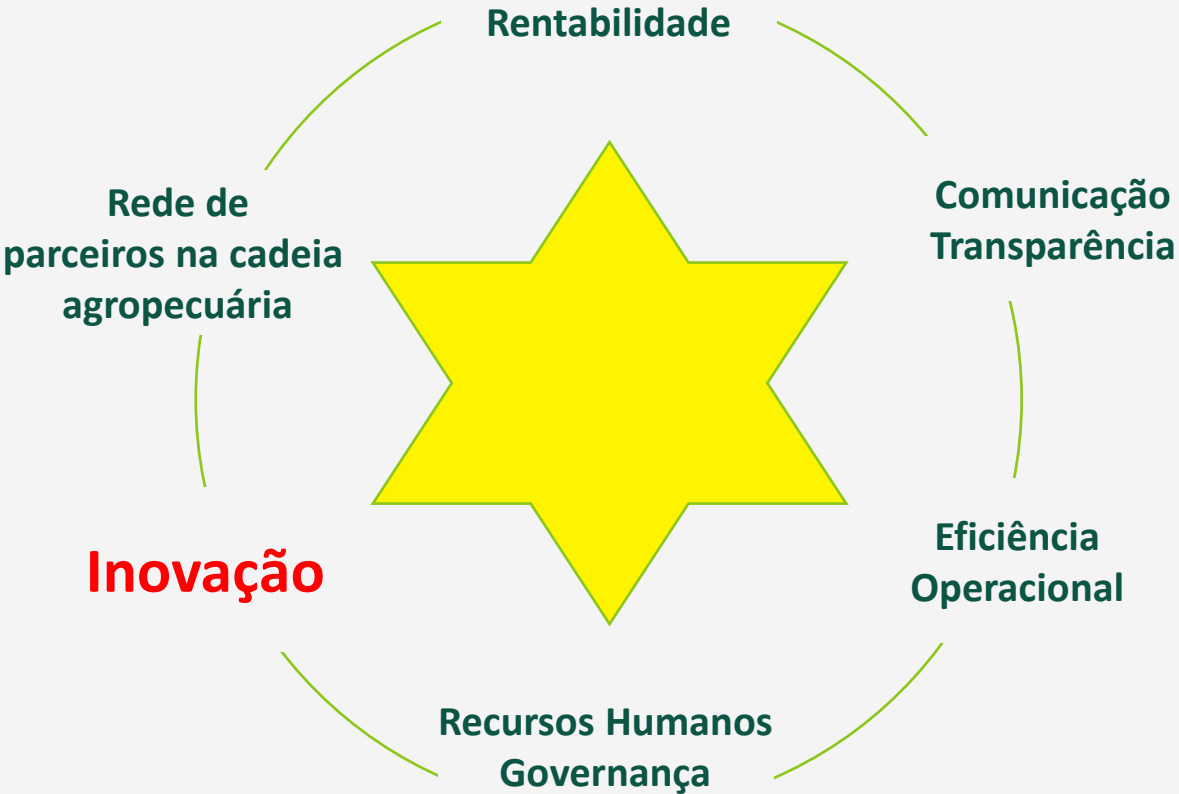 Rentabilidade
Comunicação
Transparência
Eficiência
Operacional
Recursos Humanos
Governança
Inovação
Rede de
parceiros na cadeia
agropecuária